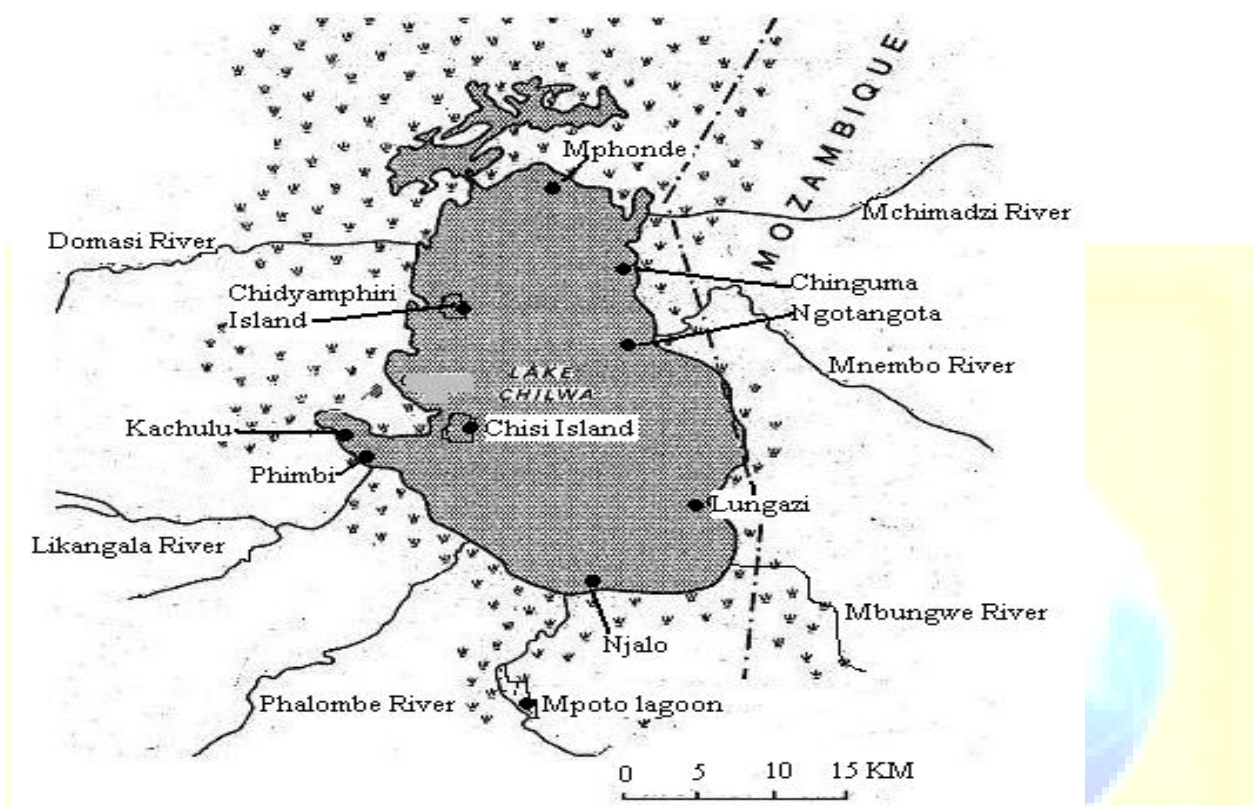 Mphonde
MOZAMBIQUE
Mchimadzi River
Domasi River
Chinguma
Chidyamphiri
Island
Ngotangota
Mnembo River
LAKE
CHILWA
Kachulu
Chisi Island
Phimbi
Lungazi
Likangala River
Mbungwe River
Njalo
Phalombe River
Mpoto lagoon
0 5 10 15 KM